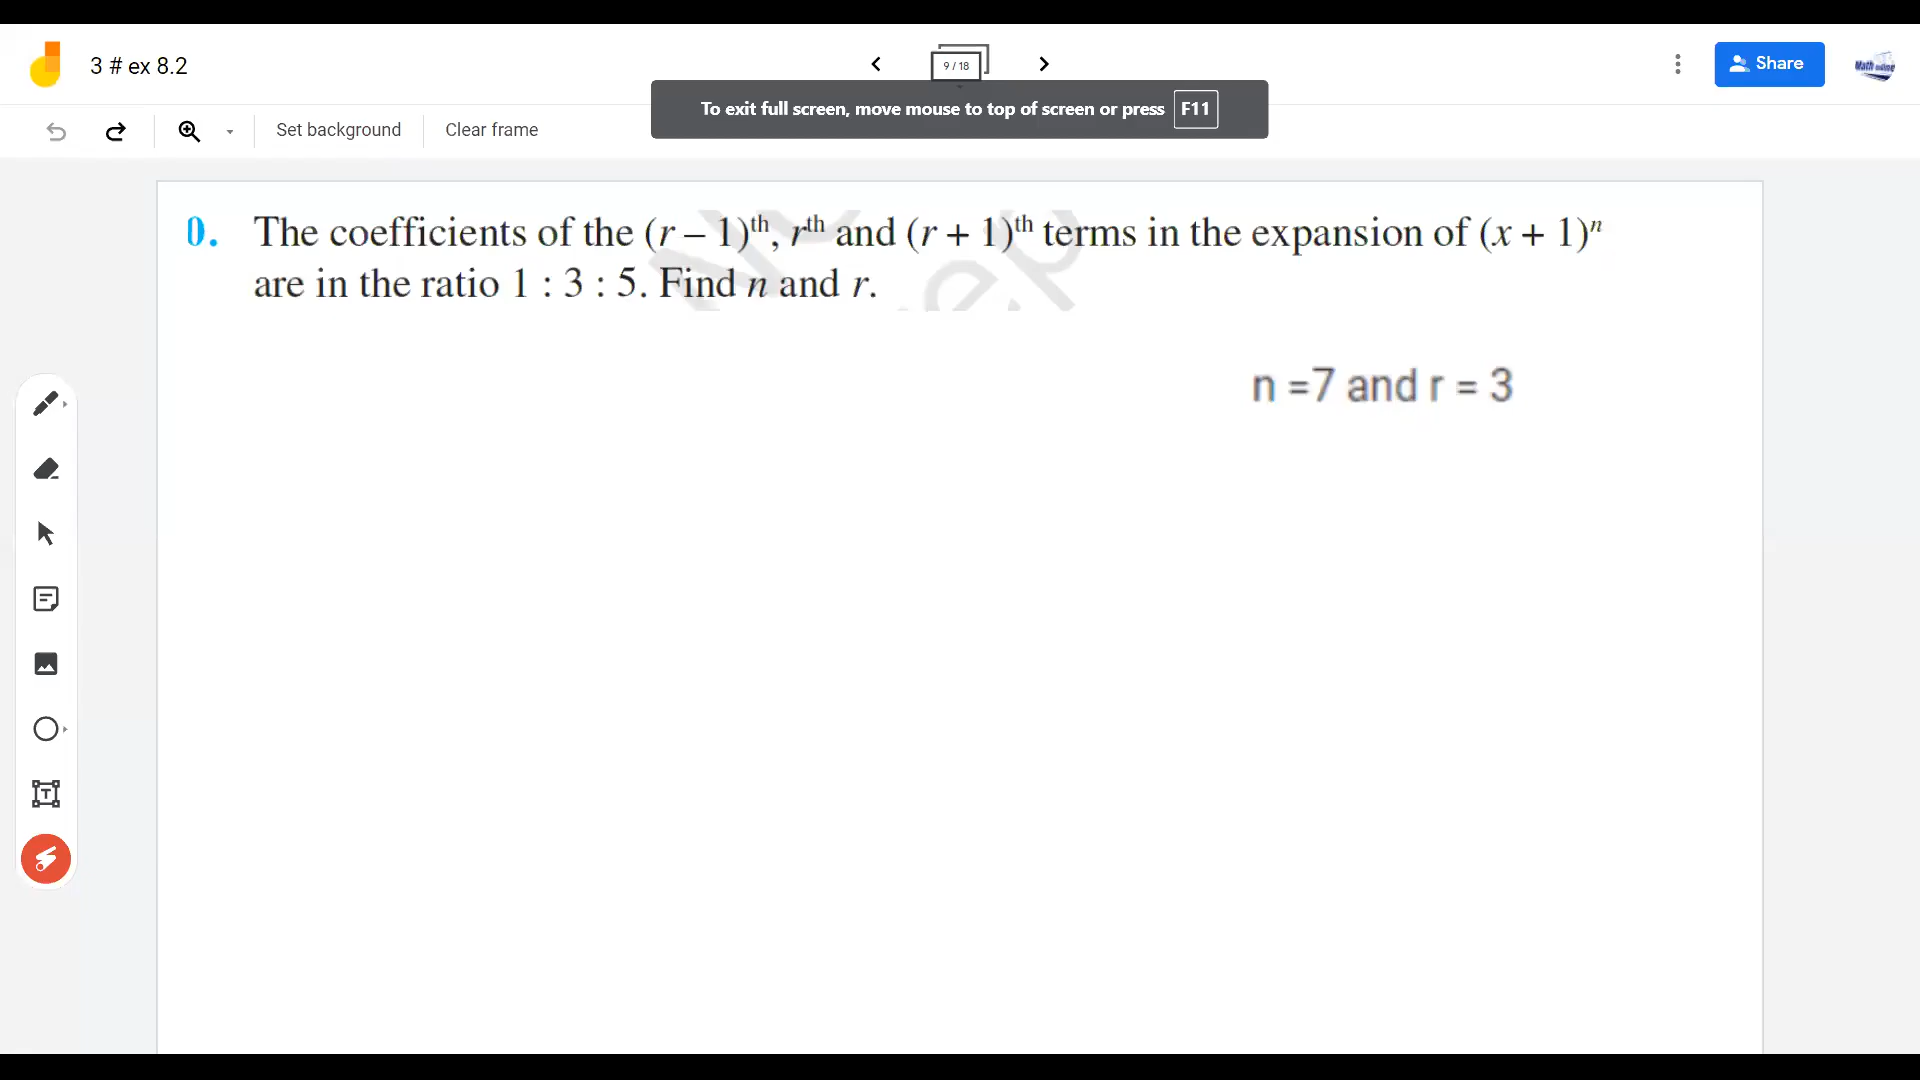 3 # ex 8.2
9 / 18
Share
Math online
To exit full screen, move mouse to top of screen or press F11
Set background
Clear frame
0. The coefficients of the (r – 1)th, rth and (r + 1)th terms in the expansion of (x + 1)n
are in the ratio 1 : 3 : 5. Find n and r.
n =7 and r = 3